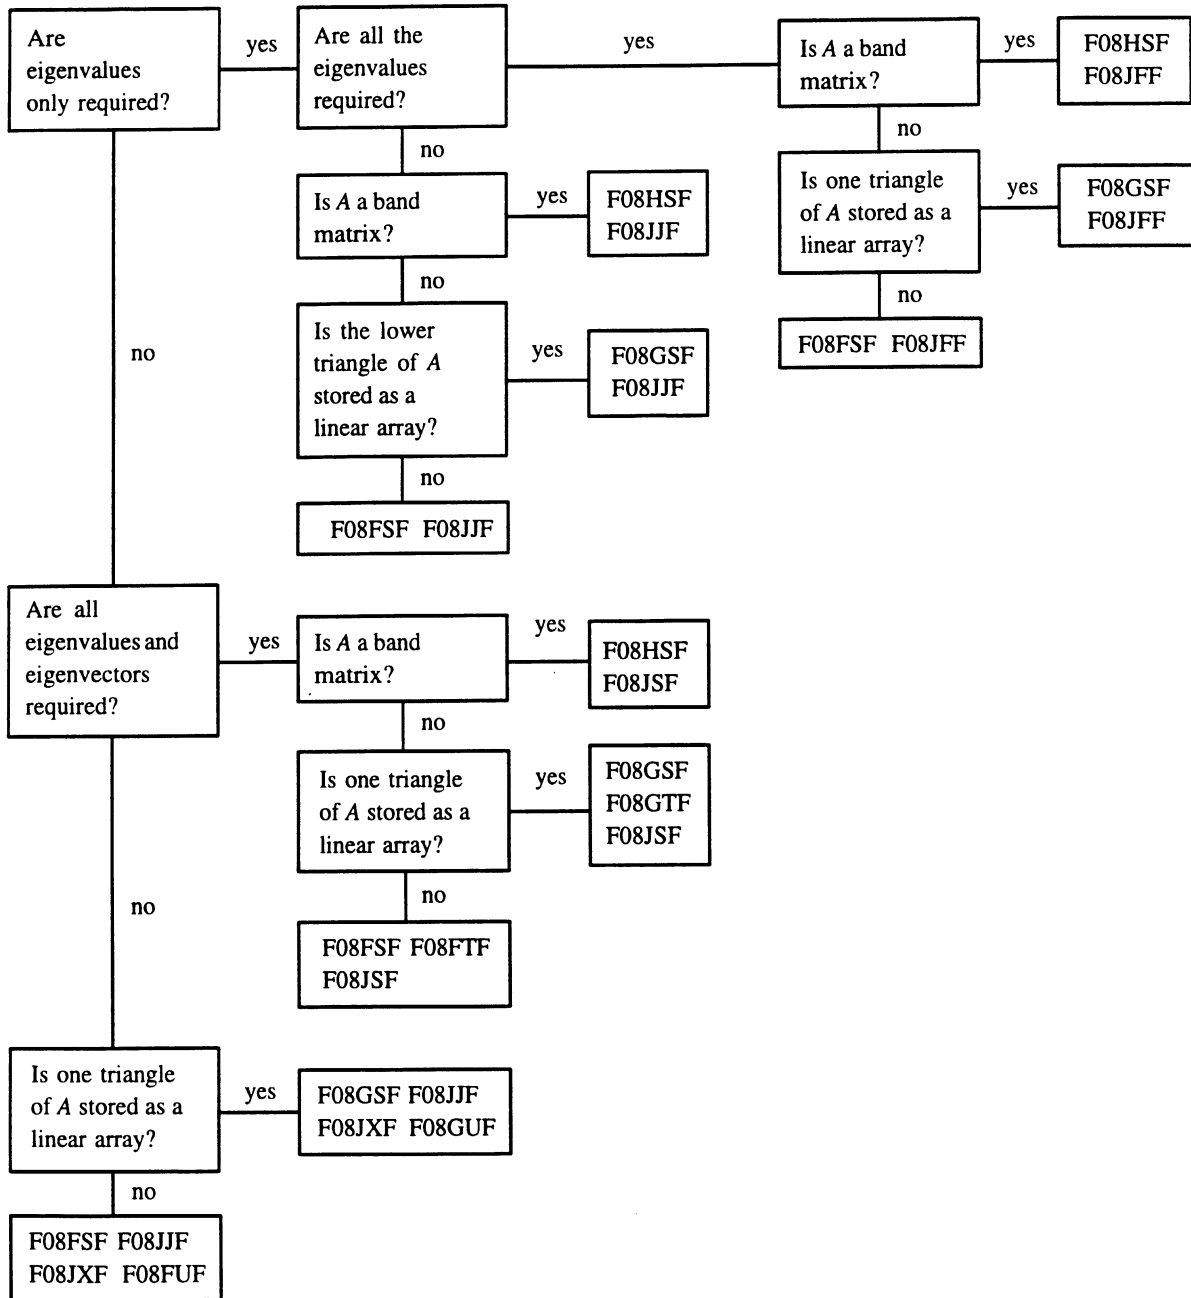 Are
eigenvalues
only required?
yes
Are all the
eigenvalues
required?
yes
Is A a band
matrix?
yes
F08HSF
F08JFF
no
Is one triangle
of A stored as a
linear array?
yes
F08GSF
F08JFF
no
F08FSF F08JFF
no
Is A a band
matrix?
yes
F08HSF
F08JJF
no
Is the lower
triangle of A
stored as a
linear array?
yes
F08GSF
F08JJF
no
F08FSF F08JJF
no
Are all
eigenvalues and
eigenvectors
required?
yes
Is A a band
matrix?
yes
F08HSF
F08JSF
no
Is one triangle
of A stored as a
linear array?
yes
F08GSF
F08GTF
F08JSF
no
F08FSF F08FTF
F08JSF
no
Is one triangle
of A stored as a
linear array?
yes
F08GSF F08JJF
F08JXF F08GUF
no
F08FSF F08JJF
F08JXF F08FUF